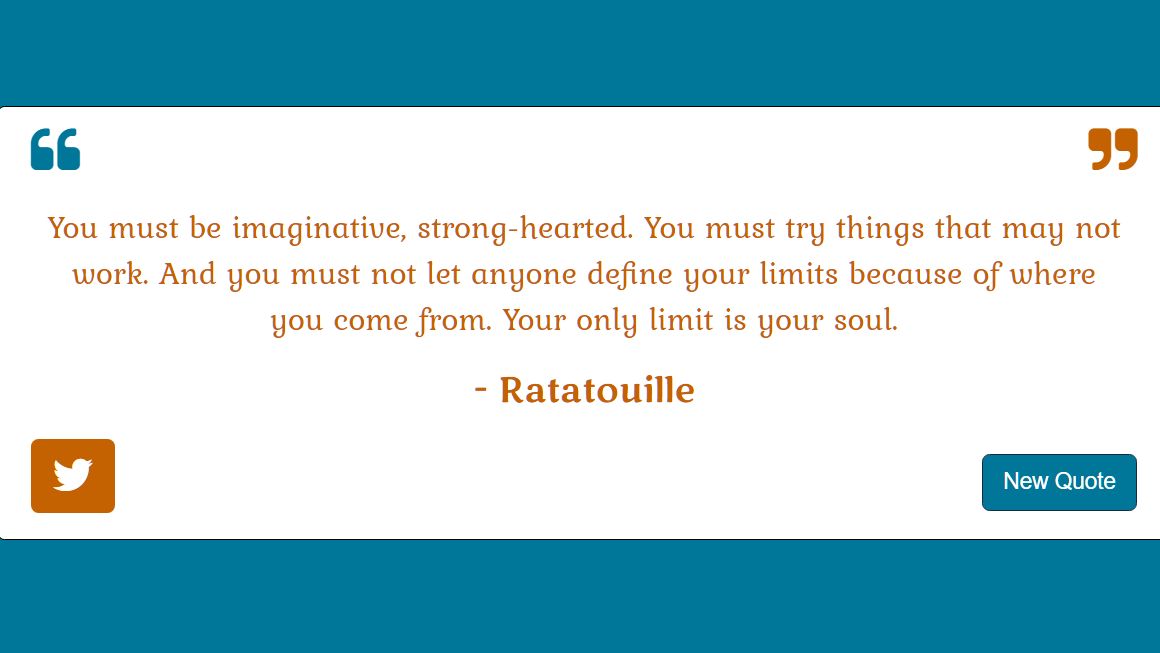 You must be imaginative, strong-hearted. You must try things that may not
work. And you must not let anyone define your limits because of where
you come from. Your only limit is your soul.
- Ratatouille
New Quote